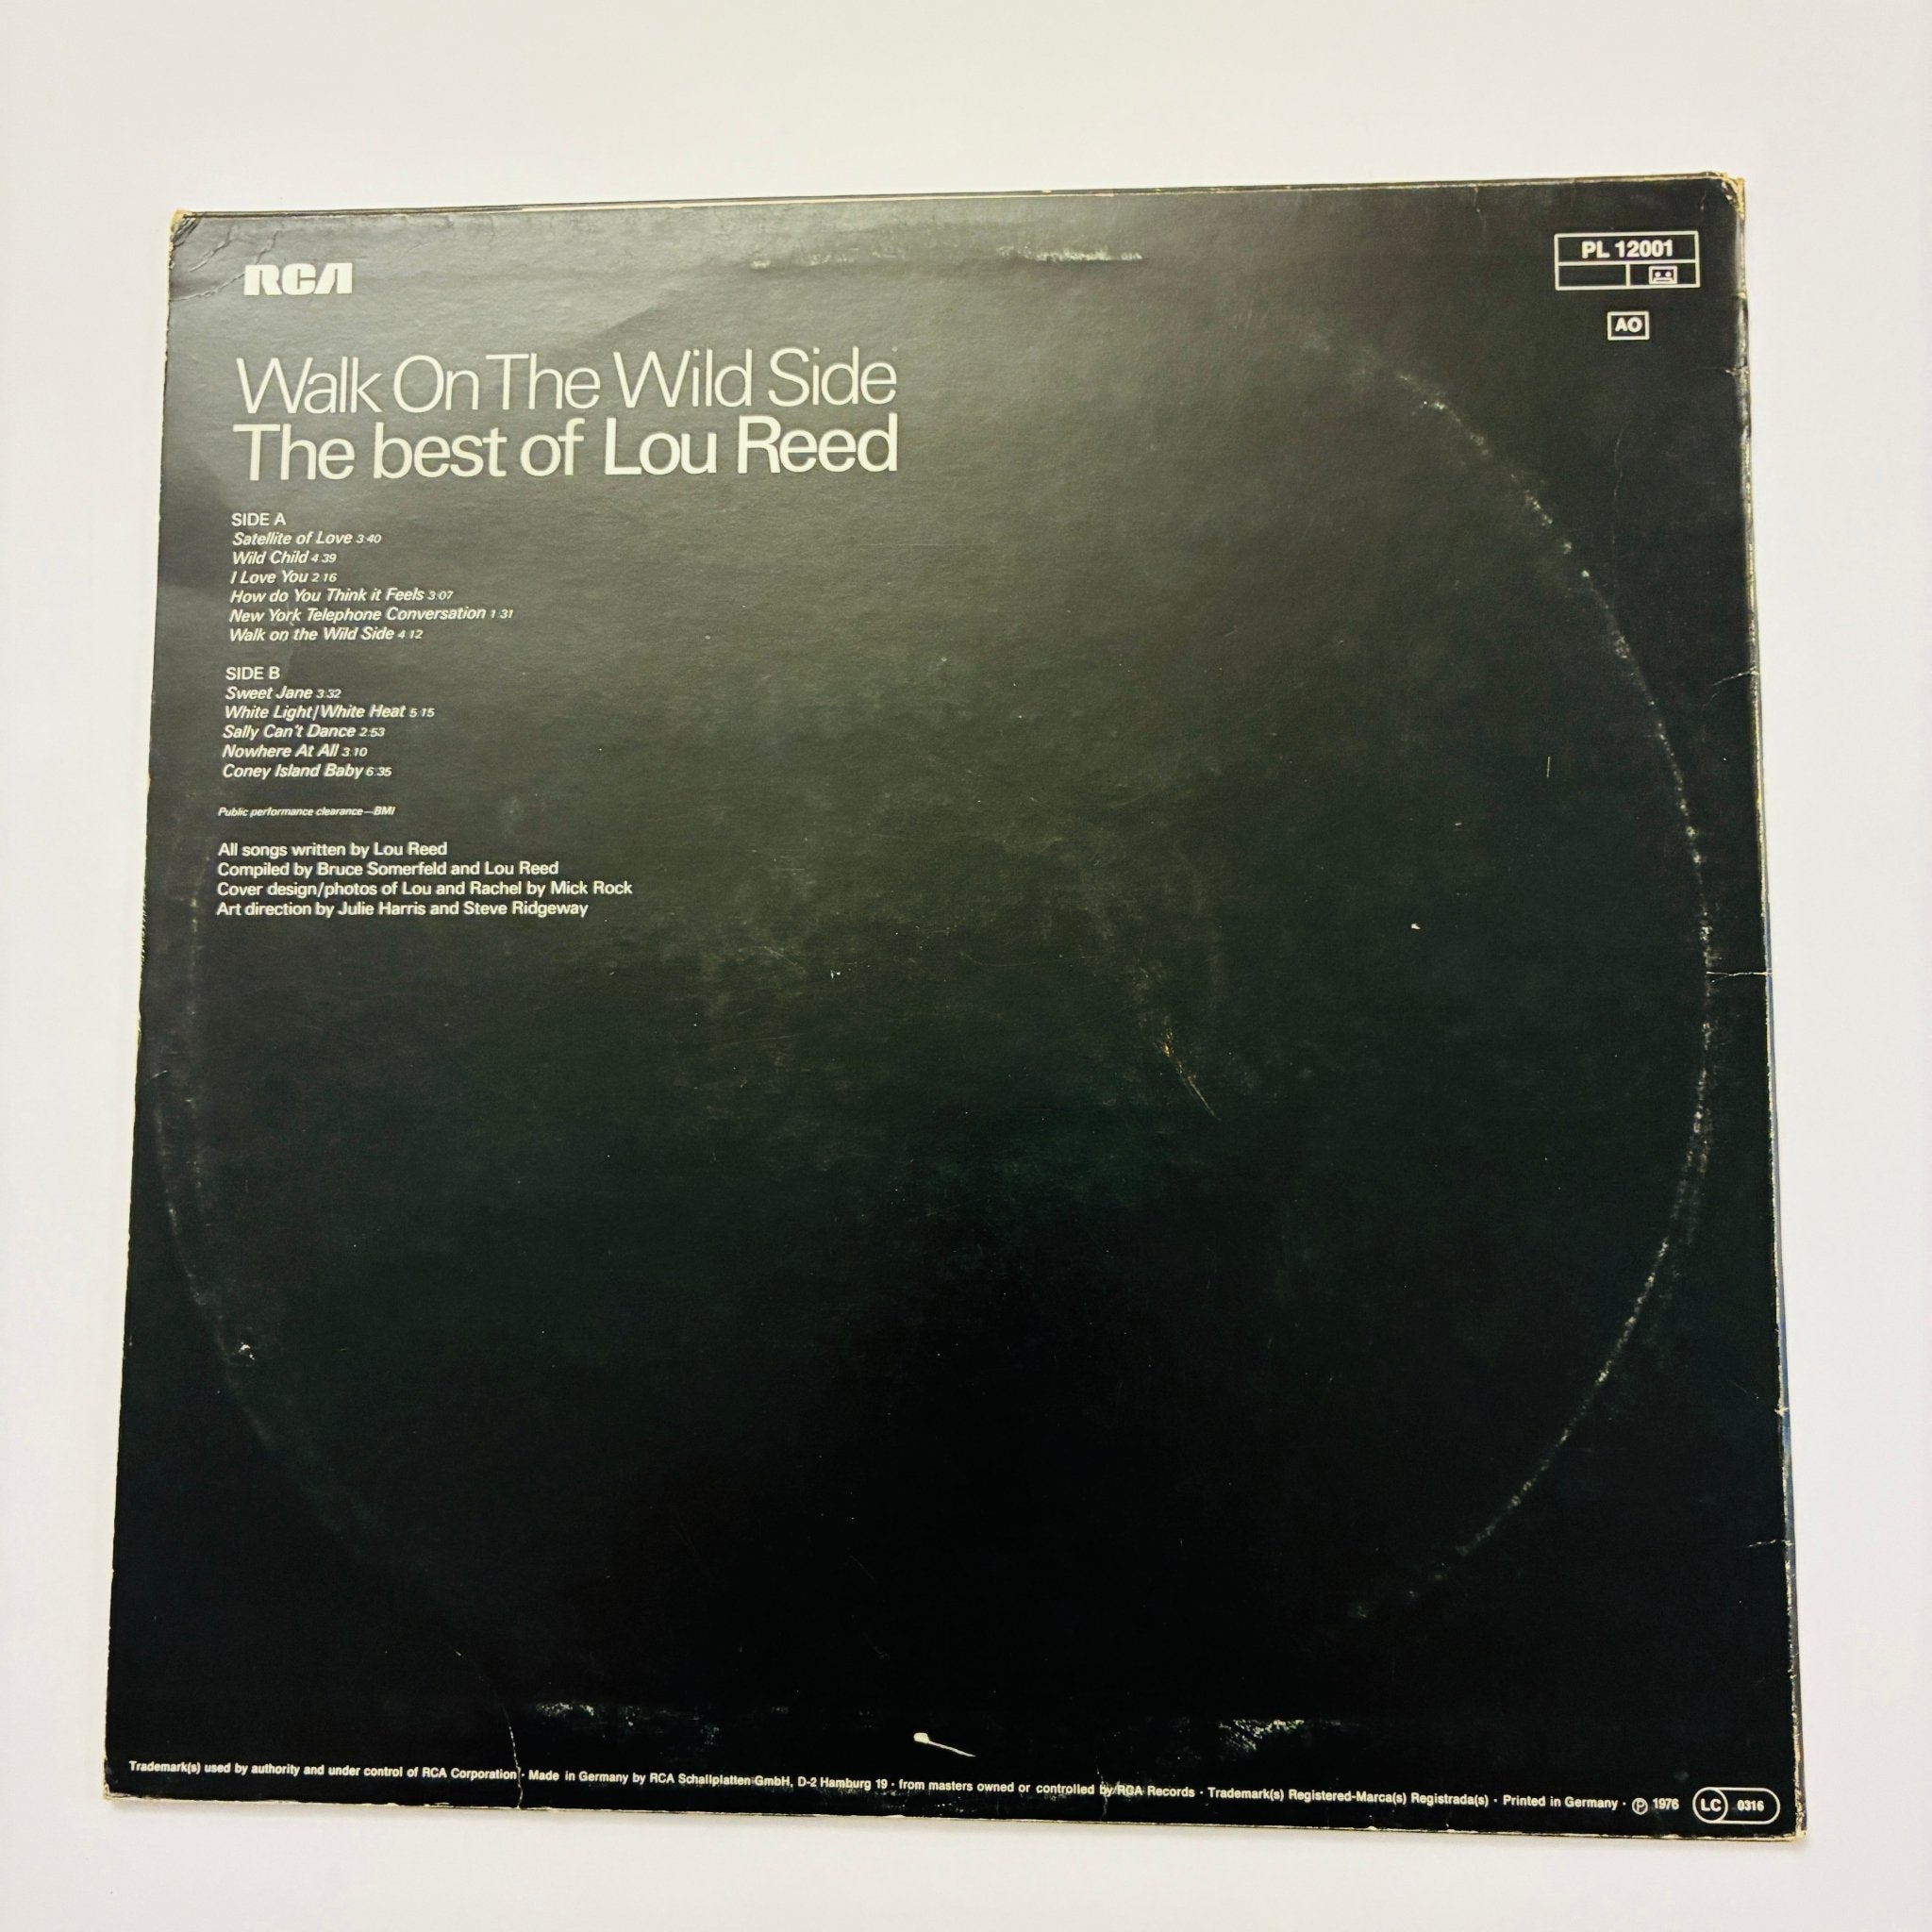 RCA
PL 12001
AO
Walk On The Wild Side
The best of Lou Reed
SIDE A
Satellite of Love 3:40
Wild Child 4:39
I Love You 2:16
How do You Think it Feels 3:07
New York Telephone Conversation 1:31
Walk on the Wild Side 4:12
SIDE B
Sweet Jane 3:32
White Light/White Heat 5:15
Sally Can't Dance 2:53
Nowhere At All 3:10
Coney Island Baby 6:35
Public performance clearance—BMI
All songs written by Lou Reed
Compiled by Bruce Somerfeld and Lou Reed
Cover design/photos of Lou and Rachel by Mick Rock
Art direction by Julie Harris and Steve Ridgeway
Trademark(s) used by authority and under control of RCA Corporation · Made in Germany by RCA Schallplatten GmbH, D-2 Hamburg 19 · from masters owned or controlled by RCA Records · Trademark(s) Registered-Marca(s) Registrada(s) · Printed in Germany · ℗ 1976 LC 0316